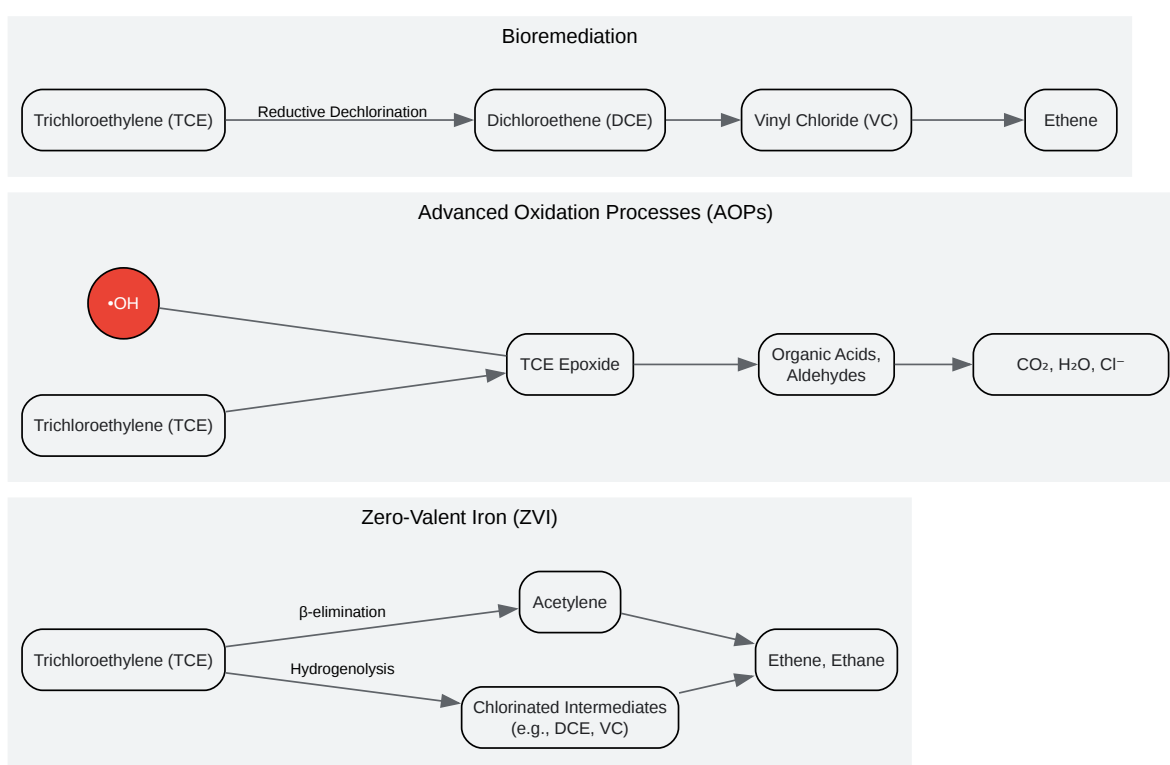 Bioremediation
Trichloroethylene (TCE)
Reductive Dechlorination
Dichloroethene (DCE)
Vinyl Chloride (VC)
Ethene
Advanced Oxidation Processes (AOPs)
•OH
Trichloroethylene (TCE)
TCE Epoxide
Organic Acids,
Aldehydes
CO₂, H₂O, Cl⁻
Zero-Valent Iron (ZVI)
Trichloroethylene (TCE)
β-elimination
Hydrogenolysis
Acetylene
Chlorinated Intermediates
(e.g., DCE, VC)
Ethene, Ethane